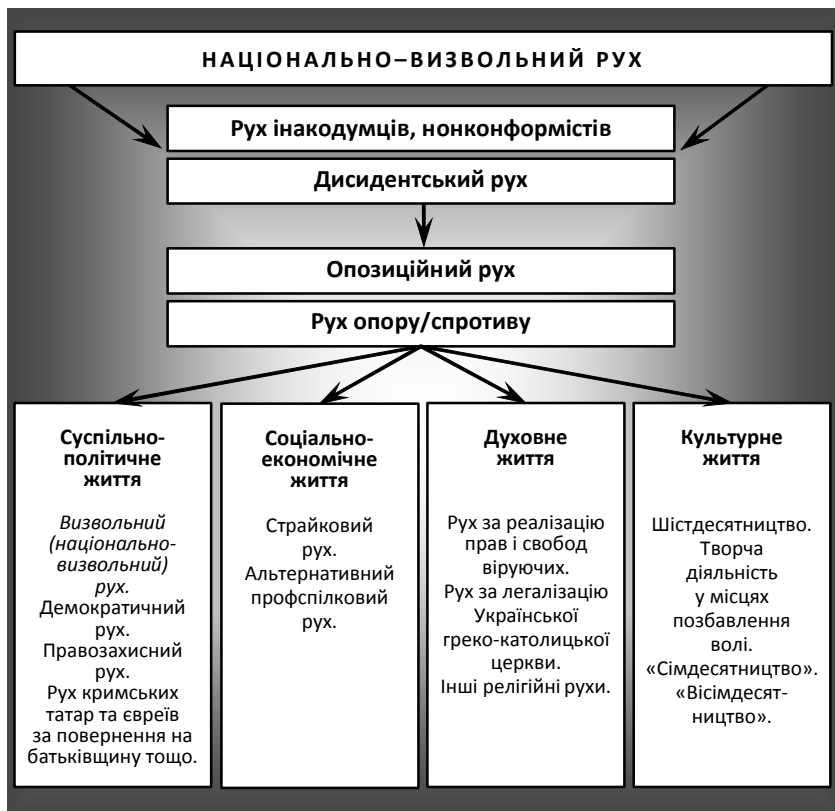 НАЦІОНАЛЬНО–ВИЗВОЛЬНИЙ РУХ
Рух інакодумців, нонконформістів
Дисидентський рух
Опозиційний рух
Рух опору/спротиву
Суспільно-
політичне
життя
Визвольний
(національно-
визвольний)
рух.
Демократичний
рух.
Правозахисний
рух.
Рух кримських
татар та євреїв
за повернення на
батьківщину тощо.
Соціально-
економічне
життя
Страйковий
рух.
Альтернативний
профспілковий
рух.
Духовне
життя
Рух за реалізацію
прав і свобод
віруючих.
Рух за легалізацію
Української
греко-католицької
церкви.
Інші релігійні рухи.
Культурне
життя
Шістдесятництво.
Творча
діяльність
у місцях
позбавлення
волі.
«Сімдесятництво».
«Вісімдесят-
ництво».